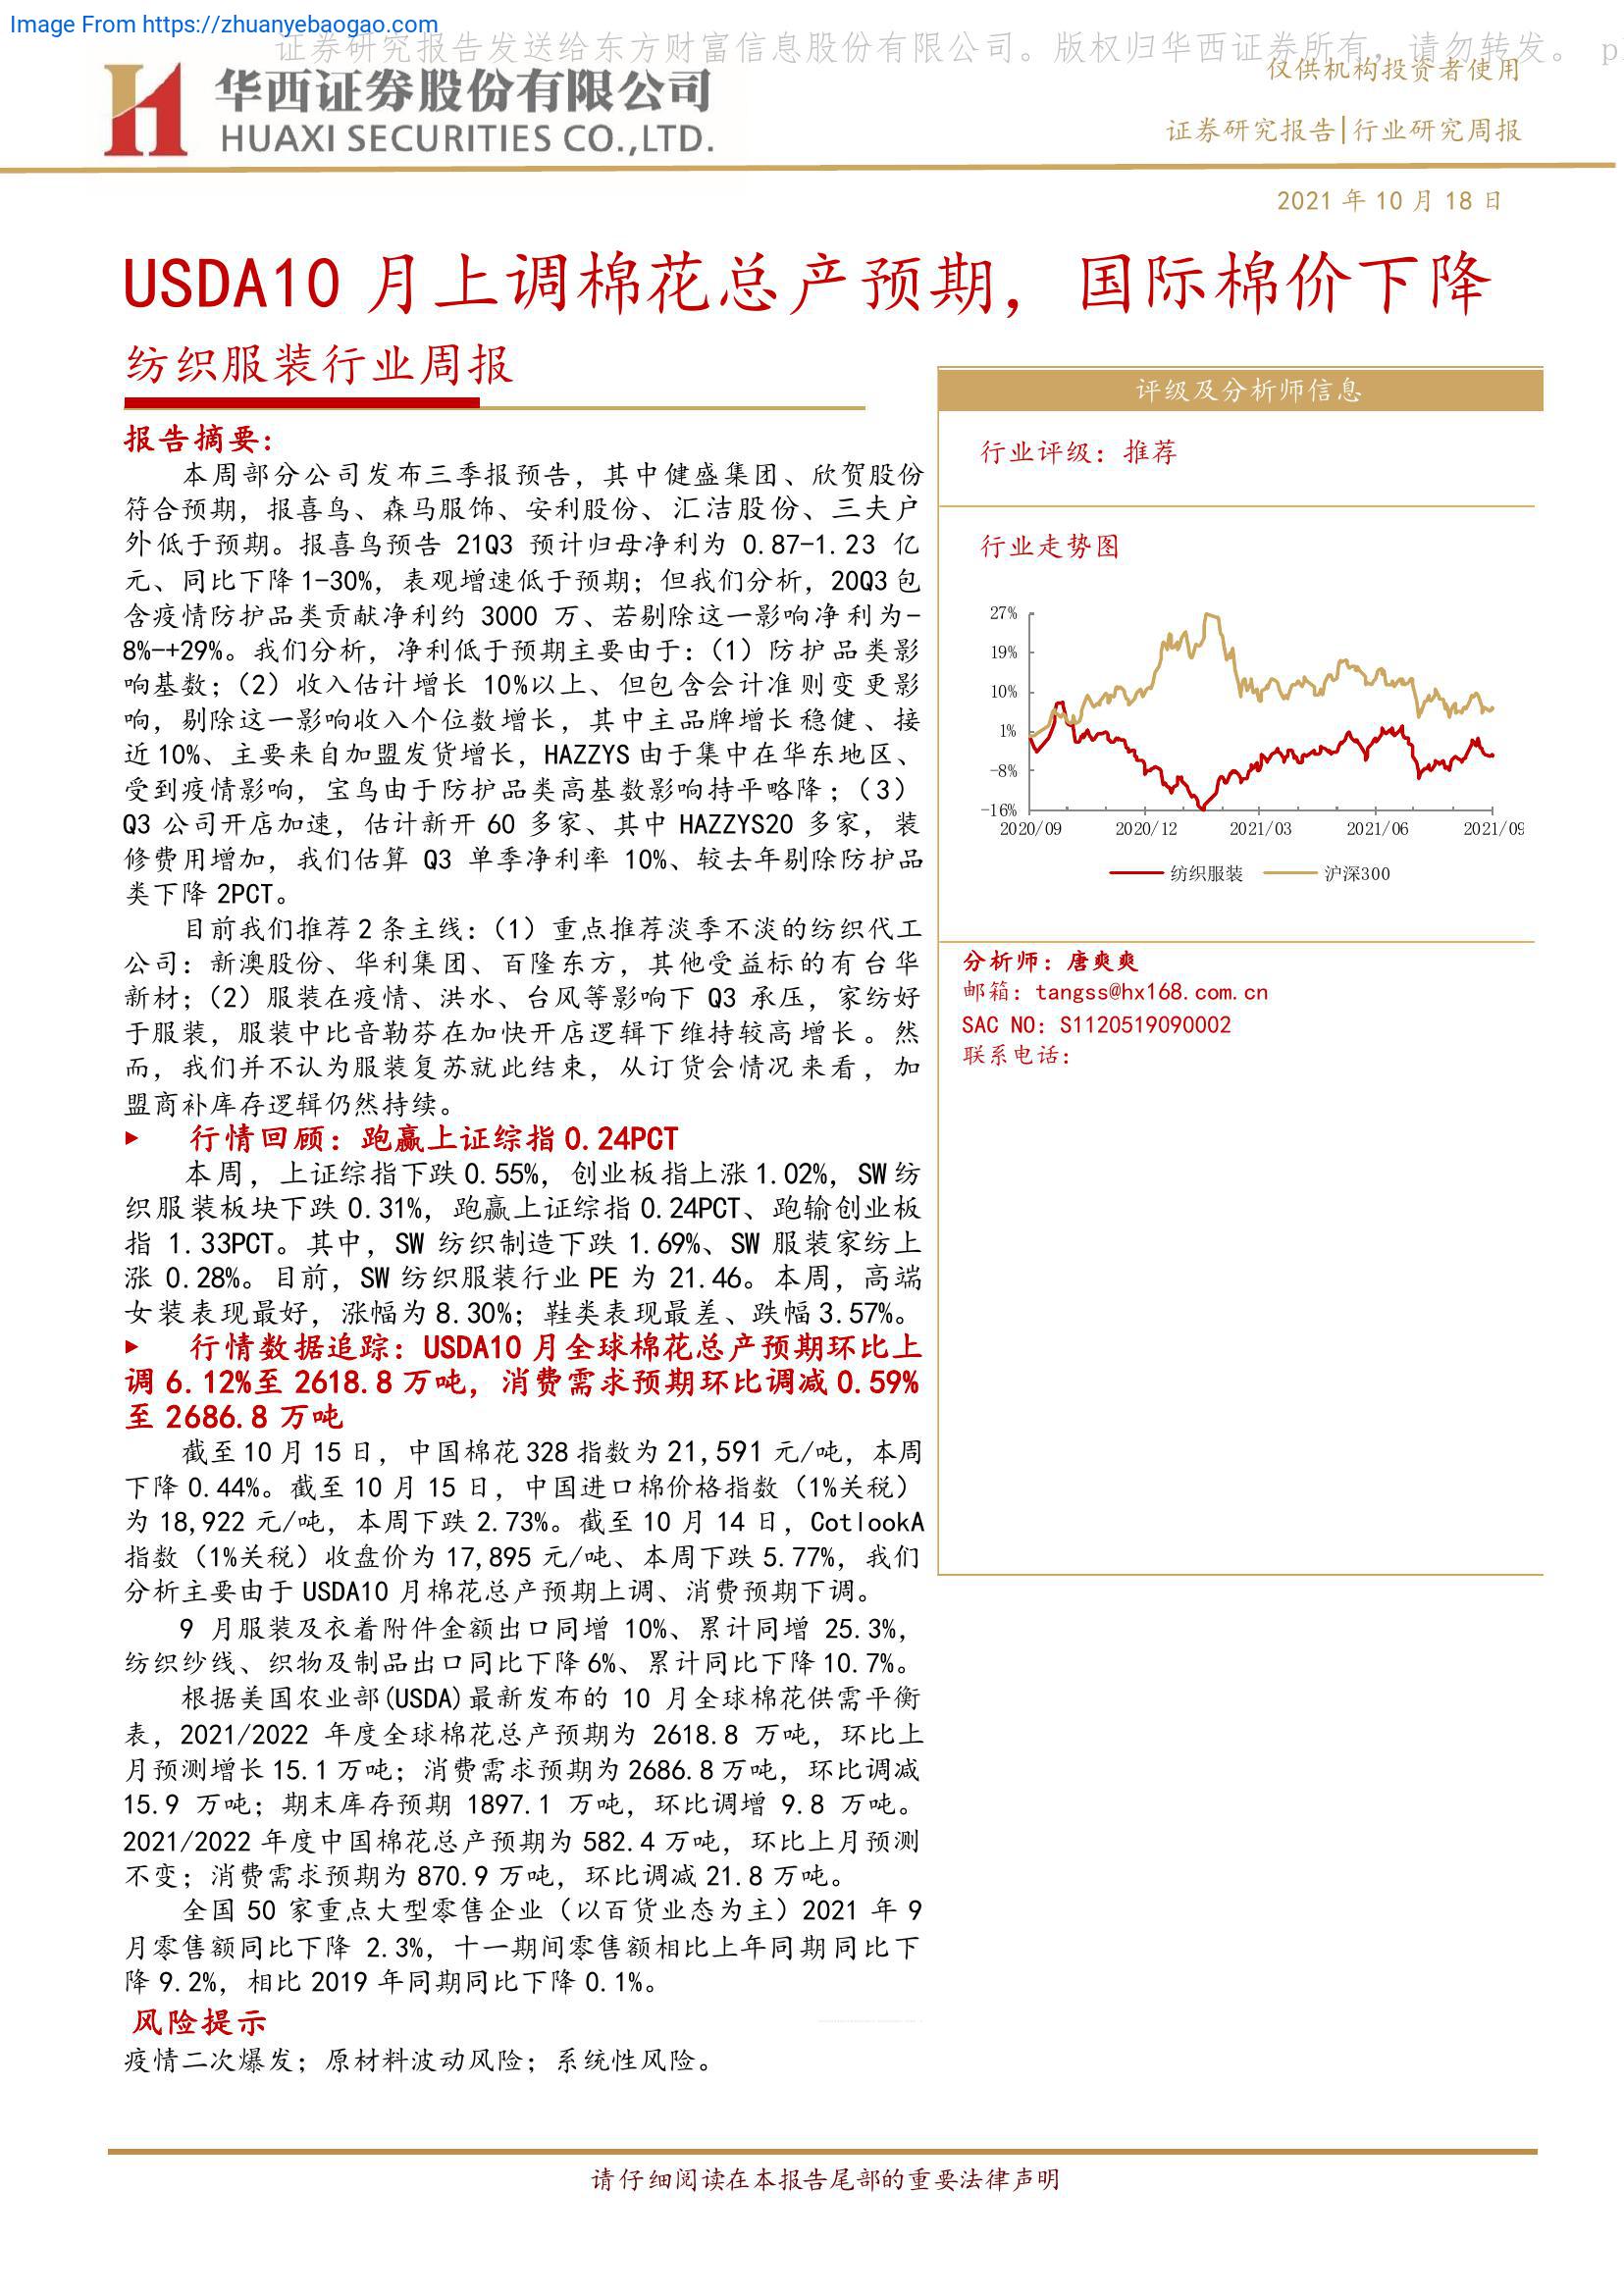 Image From https://zhuanyebaogao.com
证券研究报告发送给东方财富信息股份有限公司。版权归华西证券所有，请勿转发。 p
华西证券股份有限公司
HUAXI SECURITIES CO.,LTD.
仅供机构投资者使用
证券研究报告|行业研究周报
2021 年 10 月 18 日
USDA10 月上调棉花总产预期，国际棉价下降
纺织服装行业周报
报告摘要：
本周部分公司发布三季报预告，其中健盛集团、欣贺股份
符合预期，报喜鸟、森马服饰、安利股份、汇洁股份、三夫户
外低于预期。报喜鸟预告 21Q3 预计归母净利为 0.87-1.23 亿
元、同比下降 1-30%，表观增速低于预期；但我们分析，20Q3 包
含疫情防护品类贡献净利约 3000 万、若剔除这一影响净利为-
8%-+29%。我们分析，净利低于预期主要由于：（1）防护品类影
响基数；（2）收入估计增长 10%以上、但包含会计准则变更影
响，剔除这一影响收入个位数增长，其中主品牌增长稳健、接
近 10%、主要来自加盟发货增长，HAZZYS 由于集中在华东地区、
受到疫情影响，宝鸟由于防护品类高基数影响持平略降；（3）
Q3 公司开店加速，估计新开 60 多家、其中 HAZZYS20 多家，装
修费用增加，我们估算 Q3 单季净利率 10%、较去年剔除防护品
类下降 2PCT。
目前我们推荐 2 条主线：（1）重点推荐淡季不淡的纺织代工
公司：新澳股份、华利集团、百隆东方，其他受益标的有台华
新材；（2）服装在疫情、洪水、台风等影响下 Q3 承压，家纺好
于服装，服装中比音勒芬在加快开店逻辑下维持较高增长。然
而，我们并不认为服装复苏就此结束，从订货会情况来看，加
盟商补库存逻辑仍然持续。
行情回顾：跑赢上证综指 0.24PCT
本周，上证综指下跌 0.55%，创业板指上涨 1.02%，SW 纺
织服装板块下跌 0.31%，跑赢上证综指 0.24PCT、跑输创业板
指 1.33PCT。其中，SW 纺织制造下跌 1.69%、SW 服装家纺上
涨 0.28%。目前，SW 纺织服装行业 PE 为 21.46。本周，高端
女装表现最好，涨幅为 8.30%；鞋类表现最差、跌幅 3.57%。
行情数据追踪：USDA10 月全球棉花总产预期环比上
调 6.12%至 2618.8 万吨，消费需求预期环比调减 0.59%
至 2686.8 万吨
截至 10 月 15 日，中国棉花 328 指数为 21,591 元/吨，本周
下降 0.44%。截至 10 月 15 日，中国进口棉价格指数（1%关税）
为 18,922 元/吨，本周下跌 2.73%。截至 10 月 14 日，CotlookA
指数（1%关税）收盘价为 17,895 元/吨、本周下跌 5.77%，我们
分析主要由于 USDA10 月棉花总产预期上调、消费预期下调。
9 月服装及衣着附件金额出口同增 10%、累计同增 25.3%，
纺织纱线、织物及制品出口同比下降 6%、累计同比下降 10.7%。
根据美国农业部(USDA)最新发布的 10 月全球棉花供需平衡
表，2021/2022 年度全球棉花总产预期为 2618.8 万吨，环比上
月预测增长 15.1 万吨；消费需求预期为 2686.8 万吨，环比调减
15.9 万吨；期末库存预期 1897.1 万吨，环比调增 9.8 万吨。
2021/2022 年度中国棉花总产预期为 582.4 万吨，环比上月预测
不变；消费需求预期为 870.9 万吨，环比调减 21.8 万吨。
全国 50 家重点大型零售企业（以百货业态为主）2021 年 9
月零售额同比下降 2.3%，十一期间零售额相比上年同期同比下
降 9.2%，相比 2019 年同期同比下降 0.1%。
风险提示
疫情二次爆发；原材料波动风险；系统性风险。
评级及分析师信息
行业评级：推荐
行业走势图
27%
19%
10%
1%
-8%
-16%
2020/09 2020/12 2021/03 2021/06 2021/09
纺织服装 沪深300
分析师：唐爽爽
邮箱：tangss@hx168.com.cn
SAC NO：S1120519090002
联系电话：
请仔细阅读在本报告尾部的重要法律声明